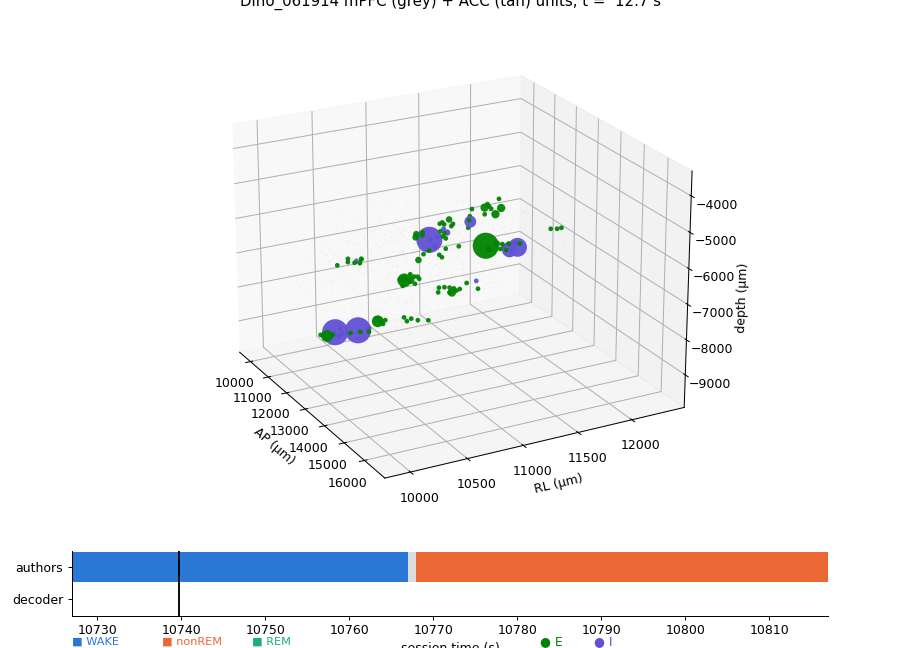 Dino_061914 mPFC (grey) + ACC (tan) units, t = 12.7 s
−4000
−5000
−6000
−7000
−8000
−9000
depth (μm)
10000
11000
12000
13000
14000
15000
16000
AP (μm)
10000
10500
11000
11500
12000
RL (μm)
authors
decoder
10730
10740
10750
10760
10770
10780
10790
10800
10810
session time (s)
WAKE
nonREM
REM
E
I